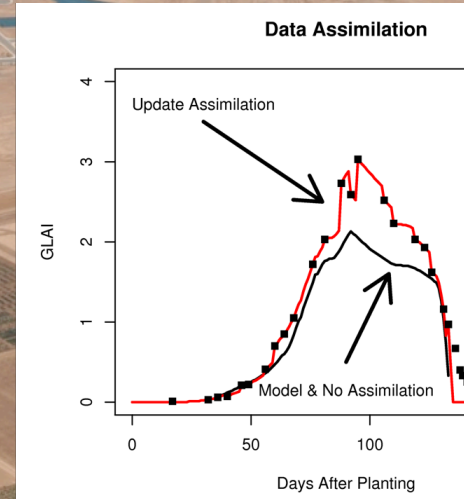 Data Assimilation
4
Update Assimilation
3
GLAI
2
1
Model & No Assimilation
0
0
50
100
Days After Planting